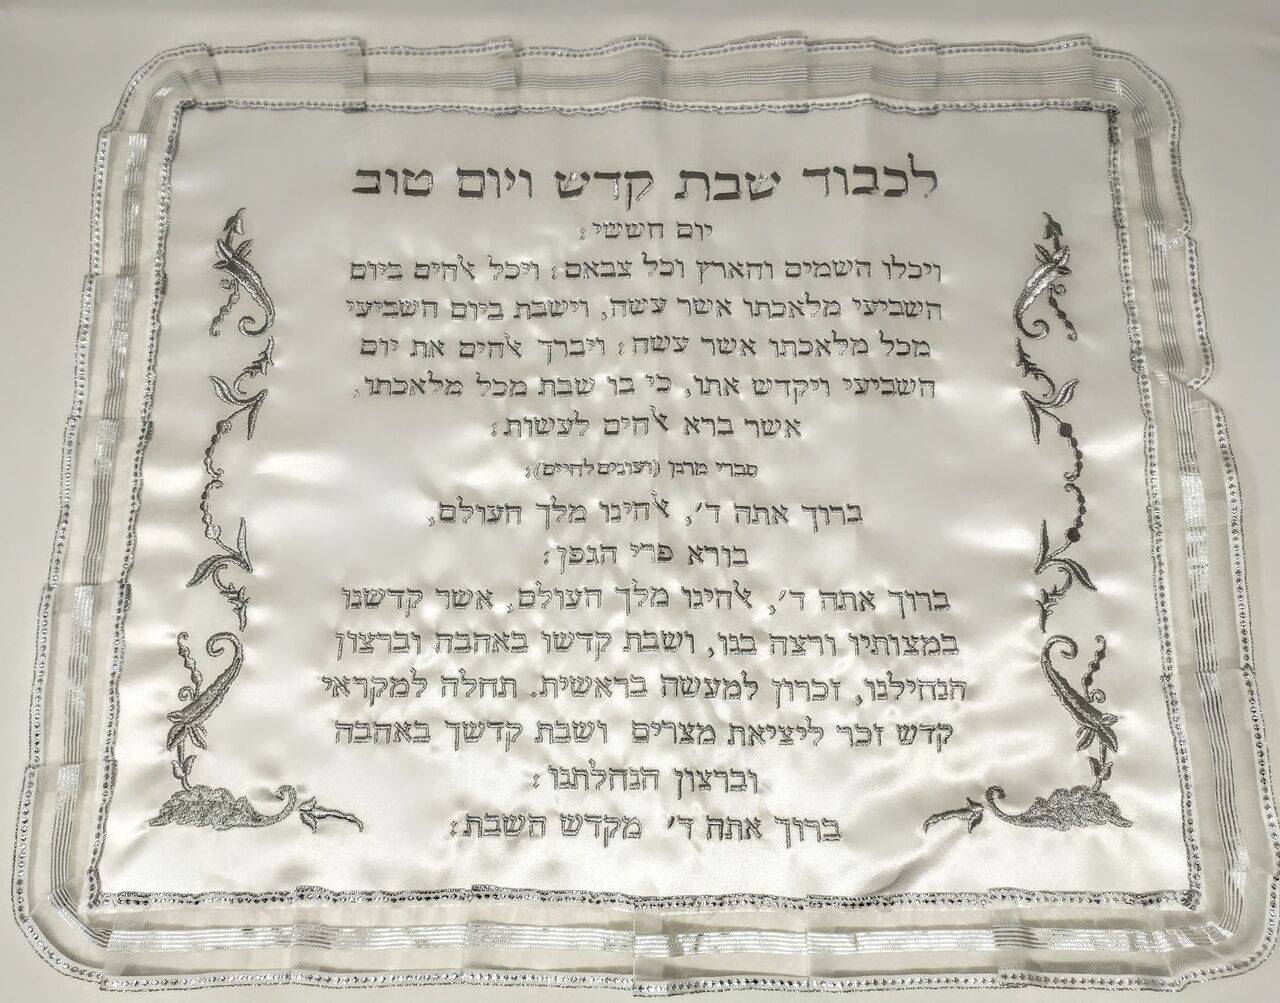 לכבוד שבת קדש ויום טוב
יום הששי:
ויכלו השמים והארץ וכל צבאם: ויכל אלהים ביום
השביעי מלאכתו אשר עשה, וישבת ביום השביעי
מכל מלאכתו אשר עשה: ויברך אלהים את יום
השביעי ויקדש אתו, כי בו שבת מכל מלאכתו,
אשר ברא אלהים לעשות:
סברי מרנן (ועונים לחיים):
ברוך אתה ד', אלהינו מלך העולם,
בורא פרי הגפן:
ברוך אתה ד', אלהינו מלך העולם, אשר קדשנו
במצותיו ורצה בנו, ושבת קדשו באהבה וברצון
הנחילנו, זכרון למעשה בראשית. תחלה למקראי
קדש זכר ליציאת מצרים ושבת קדשך באהבה
וברצון הנחלתנו:
ברוך אתה ד' מקדש השבת: